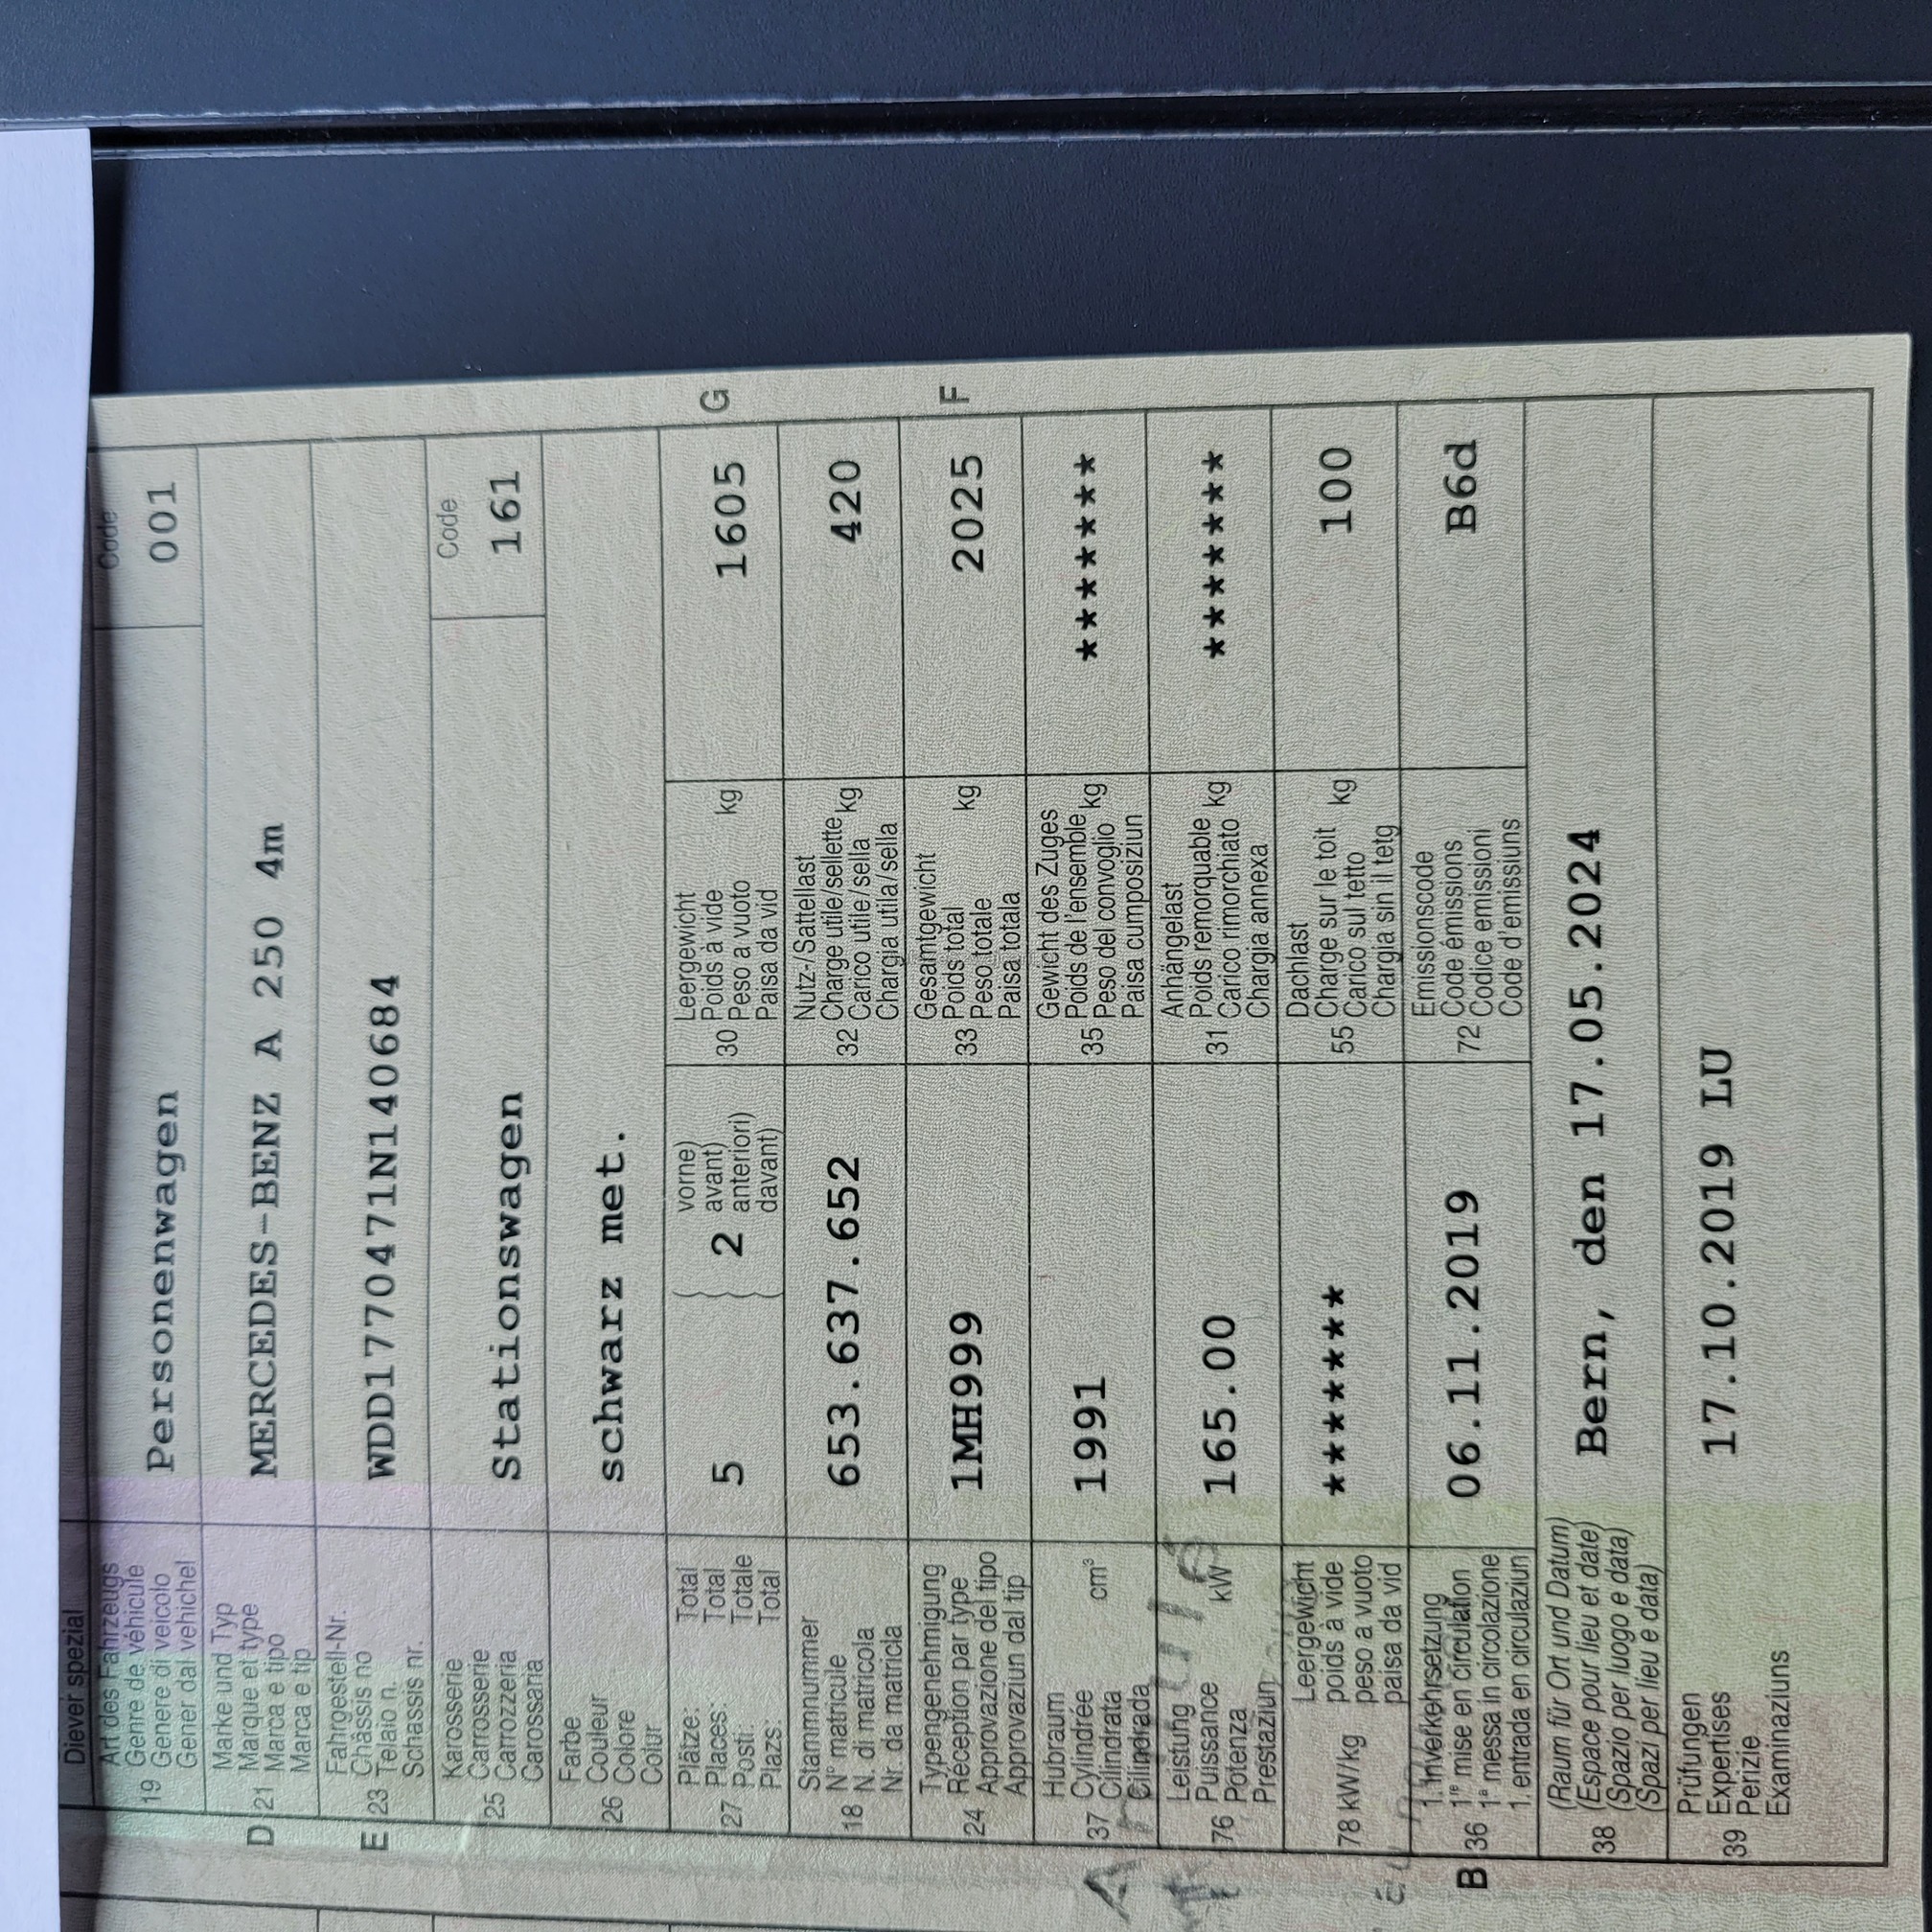 Diever spezial
Art des Fahrzeugs
19 Genre de véhicule
Genere di veicolo
Gener dal vehichel
Personenwagen
Code
001
D 21 Marke und Typ
Marque et type
Marca e tipo
Marca e tip
MERCEDES-BENZ A 250 4m
E 23 Fahrgestell-Nr.
Châssis no
Telaio n.
Schassis nr.
WDD1770471N140684
25 Karosserie
Carrosserie
Carrozzeria
Carossaria
Stationswagen
Code
161
26 Farbe
Couleur
Colore
Colur
schwarz met.
27 Plätze: Total
Places: Total
Posti: Totale
Plazs: Total
5
2
vorne)
avant)
anteriori)
davant)
30 Leergewicht
Poids à vide kg
Peso a vuoto
Paisa da vid
1605 G
18 Stammnummer
N° matricule
N. di matricola
Nr. da matricla
653.637.652
32 Nutz-/Sattellast
Charge utile/sellette kg
Carico utile/sella
Chargia utila/sella
420
24 Typengenehmigung
Réception par type
Approvazione del tipo
Approvaziun dal tip
1MH999
33 Gesamtgewicht
Poids total kg
Peso totale
Paisa totala
2025 F
37 Hubraum
Cylindrée cm³
Cilindrata
Cilindrada
1991
35 Gewicht des Zuges
Poids de l'ensemble kg
Peso del convoglio
Paisa cumposiziun
*******
76 Leistung
Puissance kW
Potenza
Prestaziun
165.00
31 Anhängelast
Poids remorquable kg
Carico rimorchiato
Chargia annexa
*******
78 kW/kg Leergewicht
poids à vide
peso a vuoto
paisa da vid
*******
55 Dachlast
Charge sur le toit kg
Carico sul tetto
Chargia sin il tetg
100
B 36 1. Inverkehrsetzung
1re mise en circulation
1a messa in circolazione
1. entrada en circulaziun
06.11.2019
72 Emissionscode
Code émissions
Codice emissioni
Code d'emissiuns
B6d
38 (Raum für Ort und Datum)
(Espace pour lieu et date)
(Spazio per luogo e data)
(Spazi per lieu e data)
Bern, den 17.05.2024
39 Prüfungen
Expertises
Perizie
Examinaziuns
17.10.2019 LU